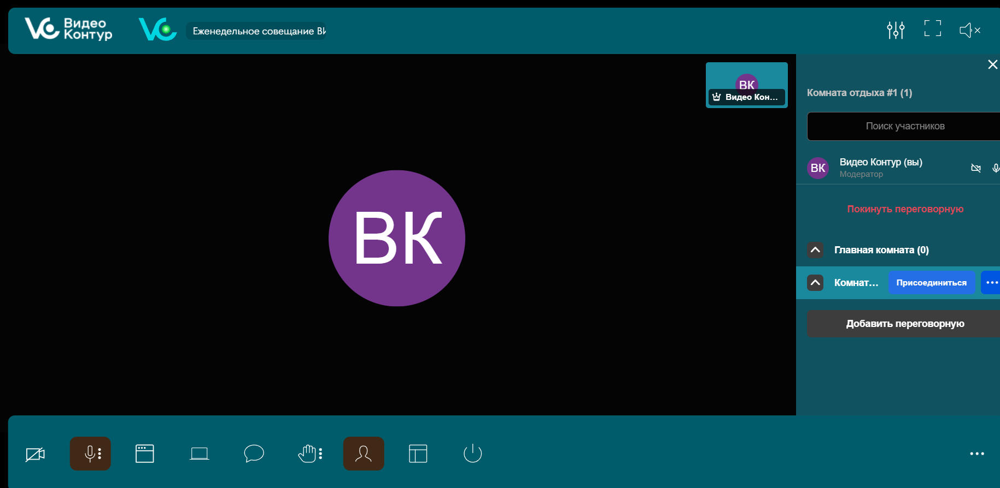 Видео
Контур
Еженедельное совещание ВИ
ВК
Видео Кон...
ВК
Комната отдыха #1 (1)
Поиск участников
ВК
Видео Контур (вы)
Модератор
Покинуть переговорную
Главная комната (0)
Комнат...
Присоединиться
Добавить переговорную